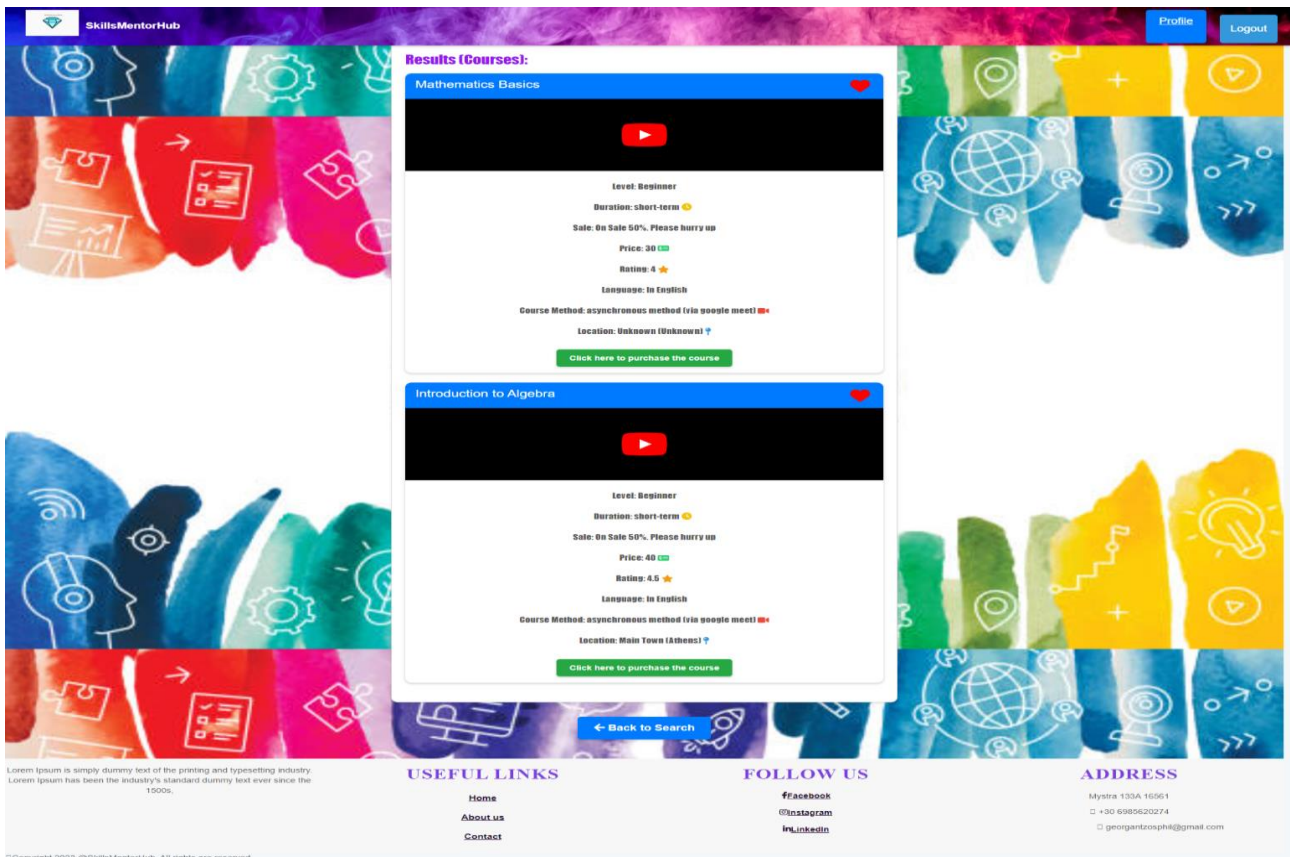 SkillsMentorHub
Profile
Logout
Results (Courses):
Mathematics Basics
Level: Beginner
Duration: short-term
Sale: On Sale 50%. Please hurry up
Price: 30
Rating: 4
Language: In English
Course Method: asynchronous method (via google meet)
Location: Unknown (Unknown)
Click here to purchase the course
Introduction to Algebra
Level: Beginner
Duration: short-term
Sale: On Sale 50%. Please hurry up
Price: 40
Rating: 4.5
Language: In English
Course Method: asynchronous method (via google meet)
Location: Main Town (Athens)
Click here to purchase the course
← Back to Search
Lorem Ipsum is simply dummy text of the printing and typesetting industry.
Lorem Ipsum has been the industry's standard dummy text ever since the
1500s,
USEFUL LINKS
Home
About us
Contact
FOLLOW US
Facebook
Instagram
LinkedIn
ADDRESS
Mystra 133A 16561
+30 6985620274
georgantzosphil@gmail.com